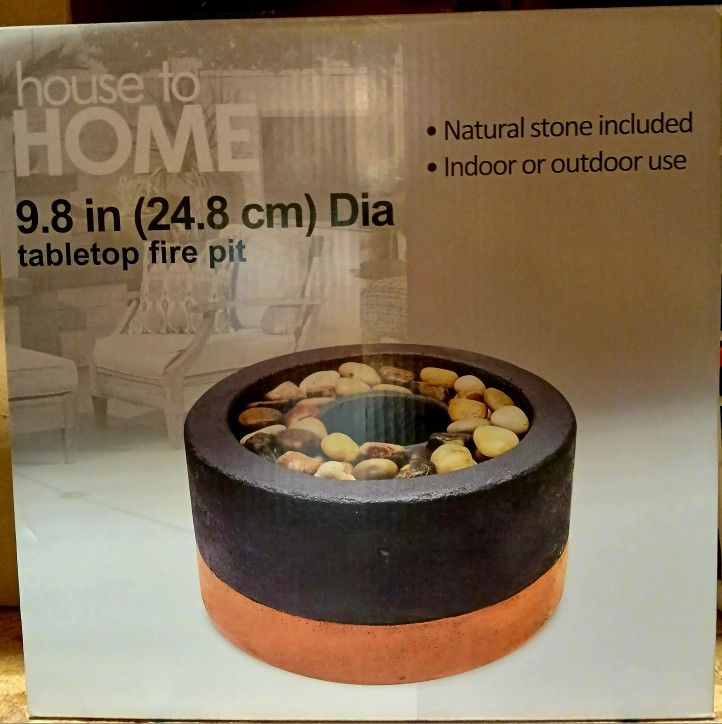 house to
HOME
9.8 in (24.8 cm) Dia
tabletop fire pit
• Natural stone included
• Indoor or outdoor use